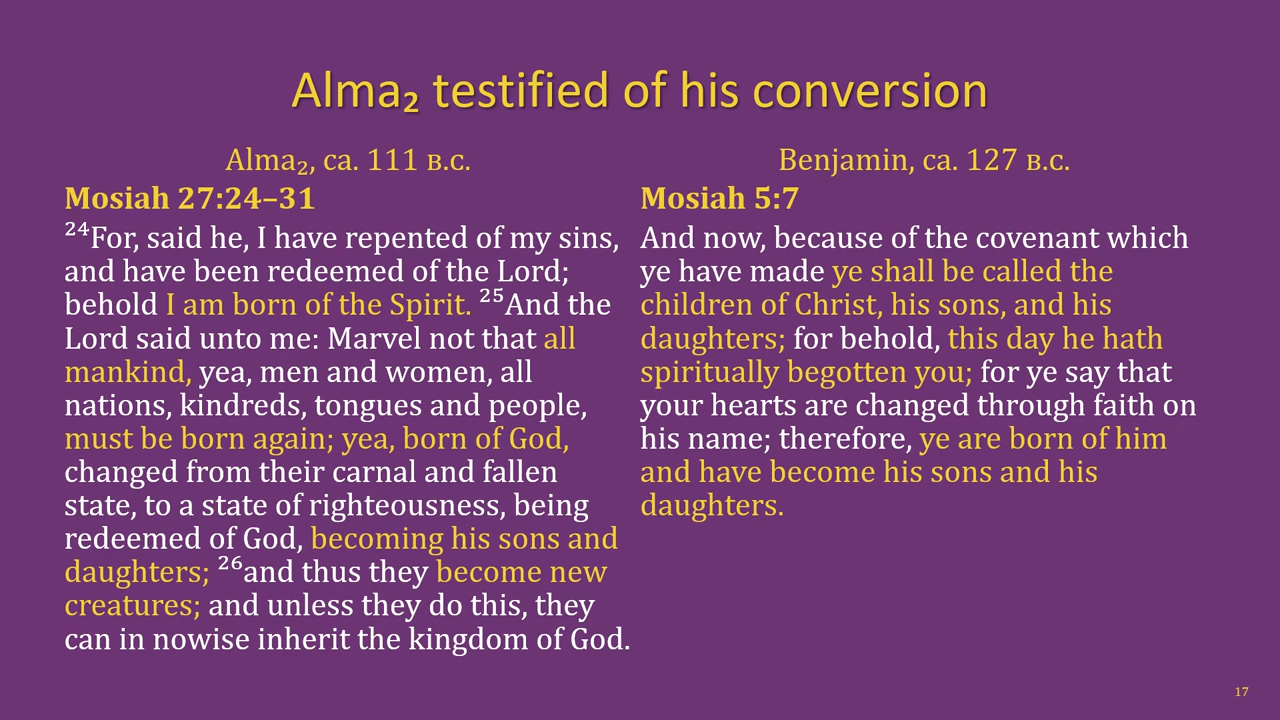 Alma₂ testified of his conversion
Alma₂, ca. 111 B.C.
Mosiah 27:24–31
²⁴For, said he, I have repented of my sins,
and have been redeemed of the Lord;
behold I am born of the Spirit. ²⁵And the
Lord said unto me: Marvel not that all
mankind, yea, men and women, all
nations, kindreds, tongues and people,
must be born again; yea, born of God,
changed from their carnal and fallen
state, to a state of righteousness, being
redeemed of God, becoming his sons and
daughters; ²⁶and thus they become new
creatures; and unless they do this, they
can in nowise inherit the kingdom of God.
Benjamin, ca. 127 B.C.
Mosiah 5:7
And now, because of the covenant which
ye have made ye shall be called the
children of Christ, his sons, and his
daughters; for behold, this day he hath
spiritually begotten you; for ye say that
your hearts are changed through faith on
his name; therefore, ye are born of him
and have become his sons and his
daughters.
17